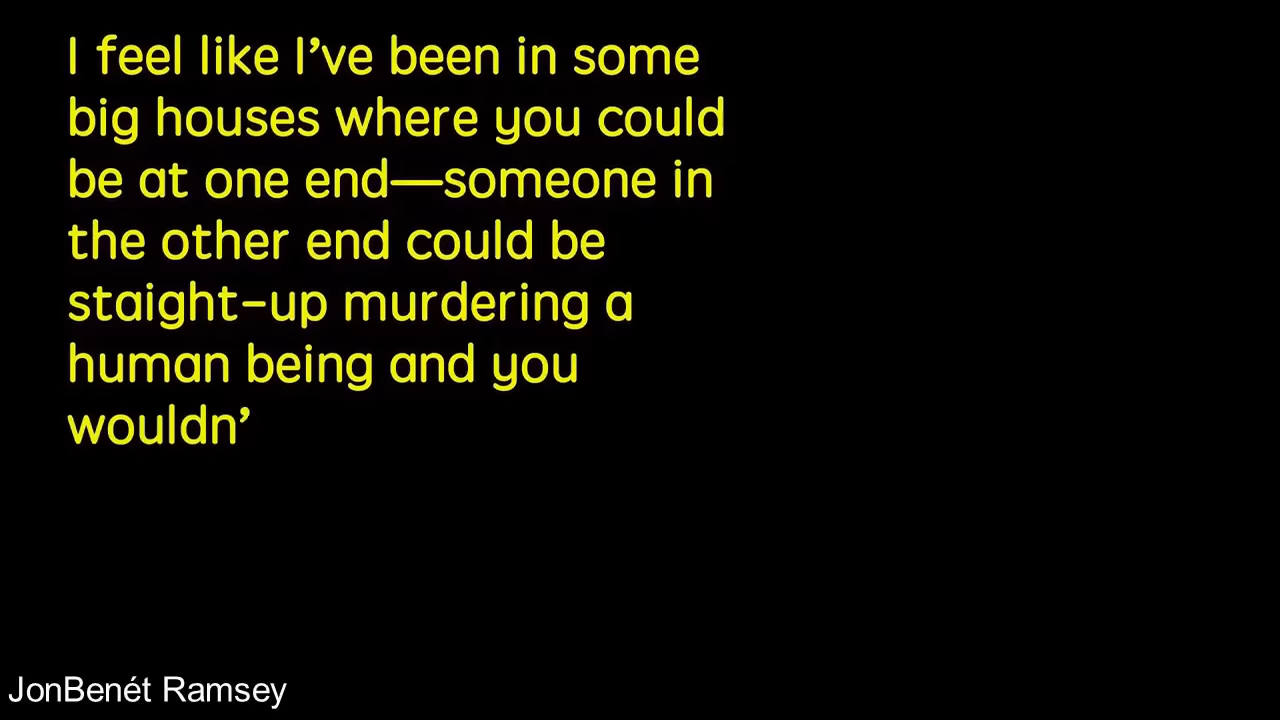 I feel like I’ve been in some
big houses where you could
be at one end—someone in
the other end could be
staight-up murdering a
human being and you
wouldn’
JonBenét Ramsey